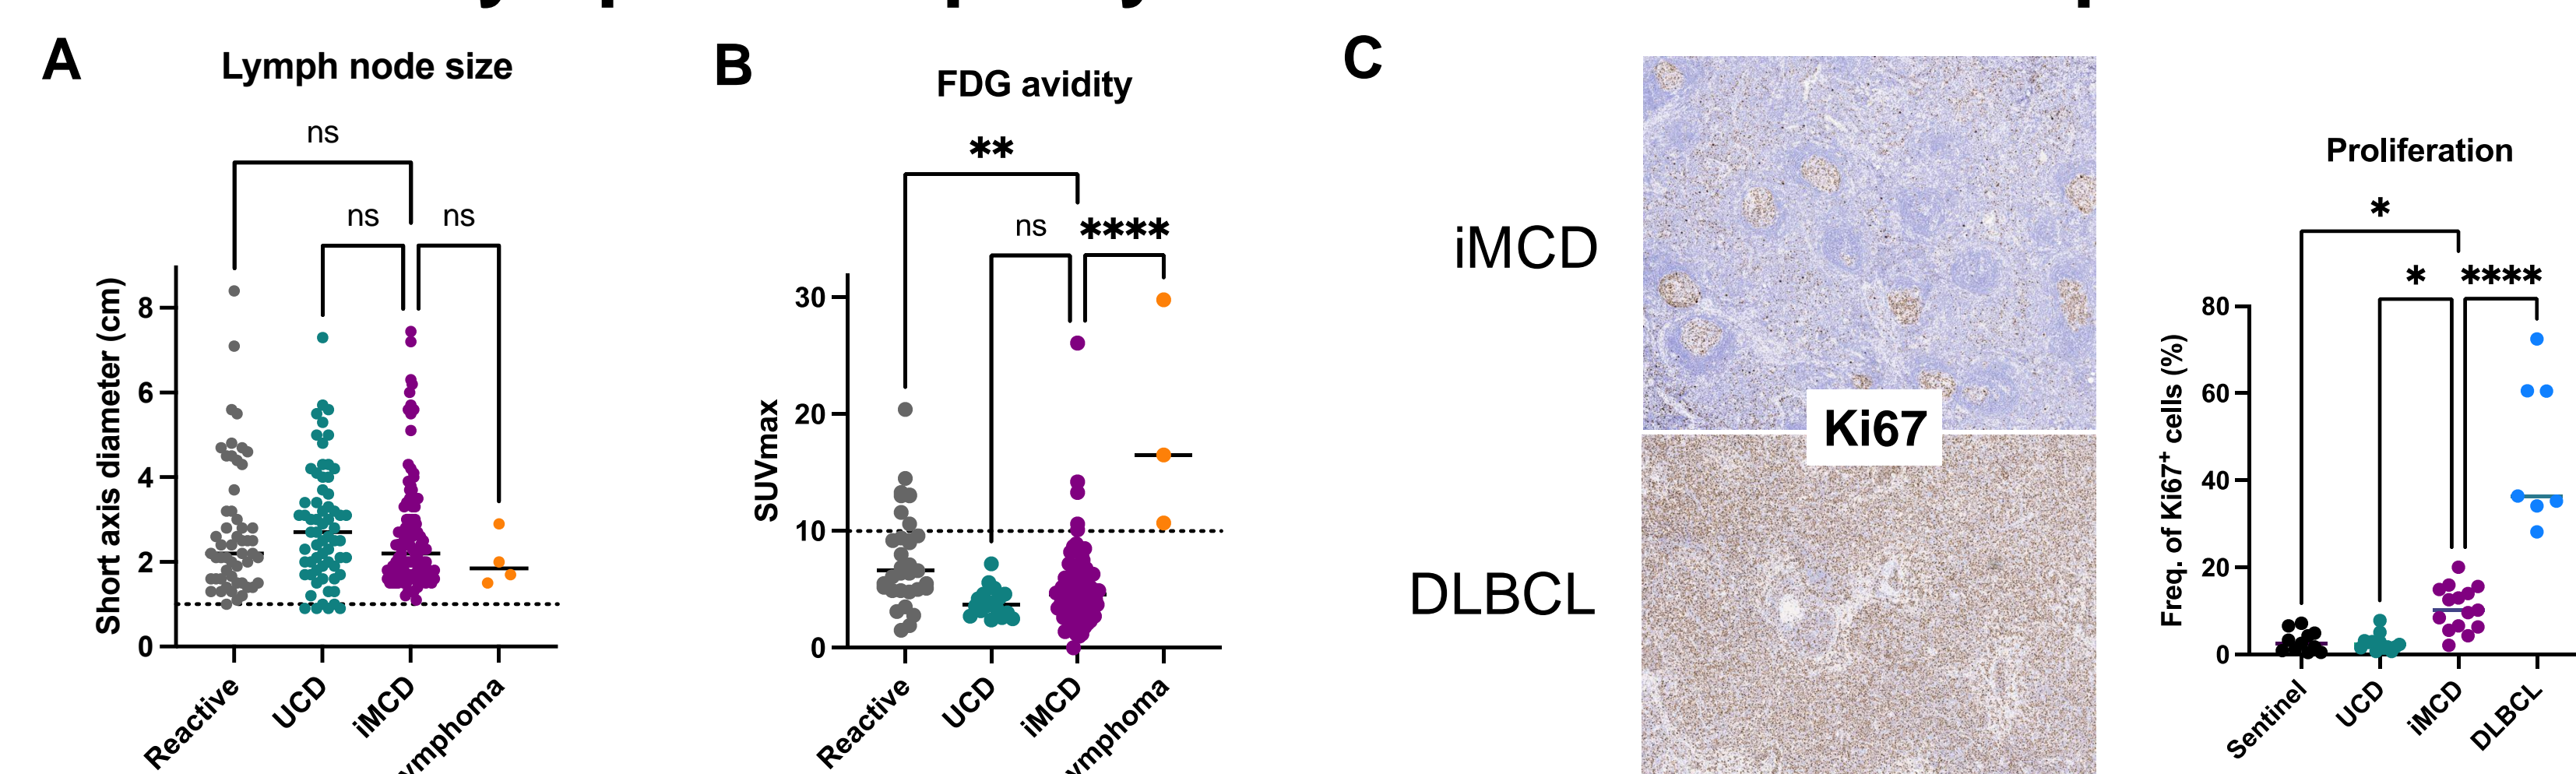 A
Lymph node size
ns
ns
ns
Short axis diameter (cm)
8
6
4
2
0
Reactive
UCD
iMCD
ymphoma
B
FDG avidity
**
ns
****
SUVmax
30
20
10
0
Reactive
UCD
iMCD
ymphoma
C
iMCD
Ki67
DLBCL
Proliferation
*
*
****
Freq. of Ki67+ cells (%)
80
60
40
20
0
Sentinel
UCD
iMCD
DLBCL